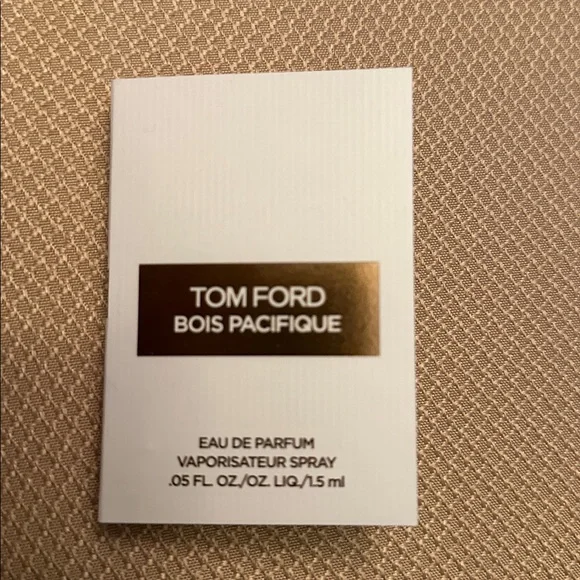 TOM FORD
BOIS PACIFIQUE
EAU DE PARFUM
VAPORISATEUR SPRAY
.05 FL. OZ./OZ. LIQ./1.5 ml